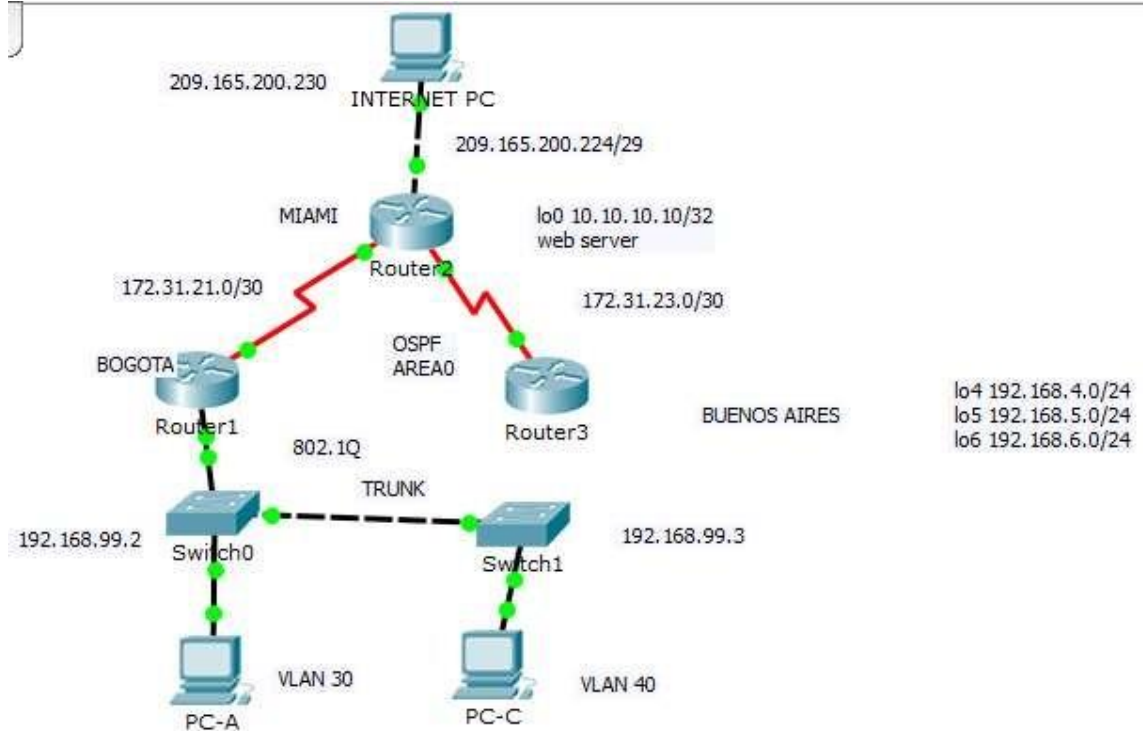 209.165.200.230
INTERNET PC
209.165.200.224/29
MIAMI
lo0 10.10.10.10/32
web server
Router2
172.31.21.0/30
172.31.23.0/30
OSPF
AREA0
BOGOTA
Router1
Router3
BUENOS AIRES
lo4 192.168.4.0/24
lo5 192.168.5.0/24
lo6 192.168.6.0/24
802.1Q
TRUNK
192.168.99.2
Switch0
Switch1
192.168.99.3
PC-A
VLAN 30
PC-C
VLAN 40